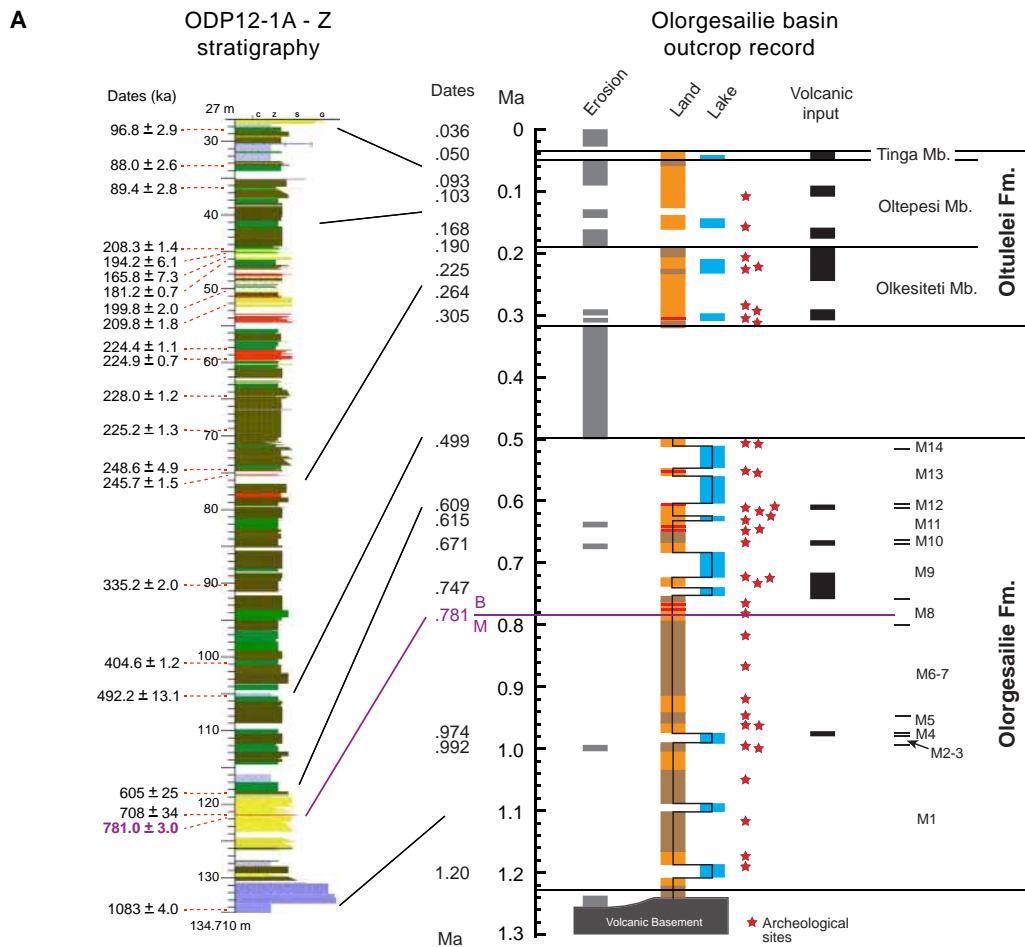 A
ODP12-1A - Z
stratigraphy
Olorgesailie basin
outcrop record
Dates (ka)
27 m
C Z S G
96.8 ± 2.9
88.0 ± 2.6
89.4 ± 2.8
208.3 ± 1.4
194.2 ± 6.1
165.8 ± 7.3
181.2 ± 0.7
199.8 ± 2.0
209.8 ± 1.8
224.4 ± 1.1
224.9 ± 0.7
228.0 ± 1.2
225.2 ± 1.3
248.6 ± 4.9
245.7 ± 1.5
335.2 ± 2.0
404.6 ± 1.2
492.2 ± 13.1
605 ± 25
708 ± 34
781.0 ± 3.0
1083 ± 4.0
30
40
50
60
70
80
90
100
110
120
130
134.710 m
Dates
.036
.050
.093
.103
.168
.190
.225
.264
.305
.499
.609
.615
.671
.747
.781
B
M
.974
.992
1.20
Ma
Ma
0
0.1
0.2
0.3
0.4
0.5
0.6
0.7
0.8
0.9
1.0
1.1
1.2
1.3
Erosion
Land
Lake
Volcanic
input
Tinga Mb.
Oltepesi Mb.
Olkesiteti Mb.
Oltulelei Fm.
M14
M13
M12
M11
M10
M9
M8
M6-7
M5
M4
M2-3
M1
Olorgesailie Fm.
Volcanic Basement
Archeological
sites